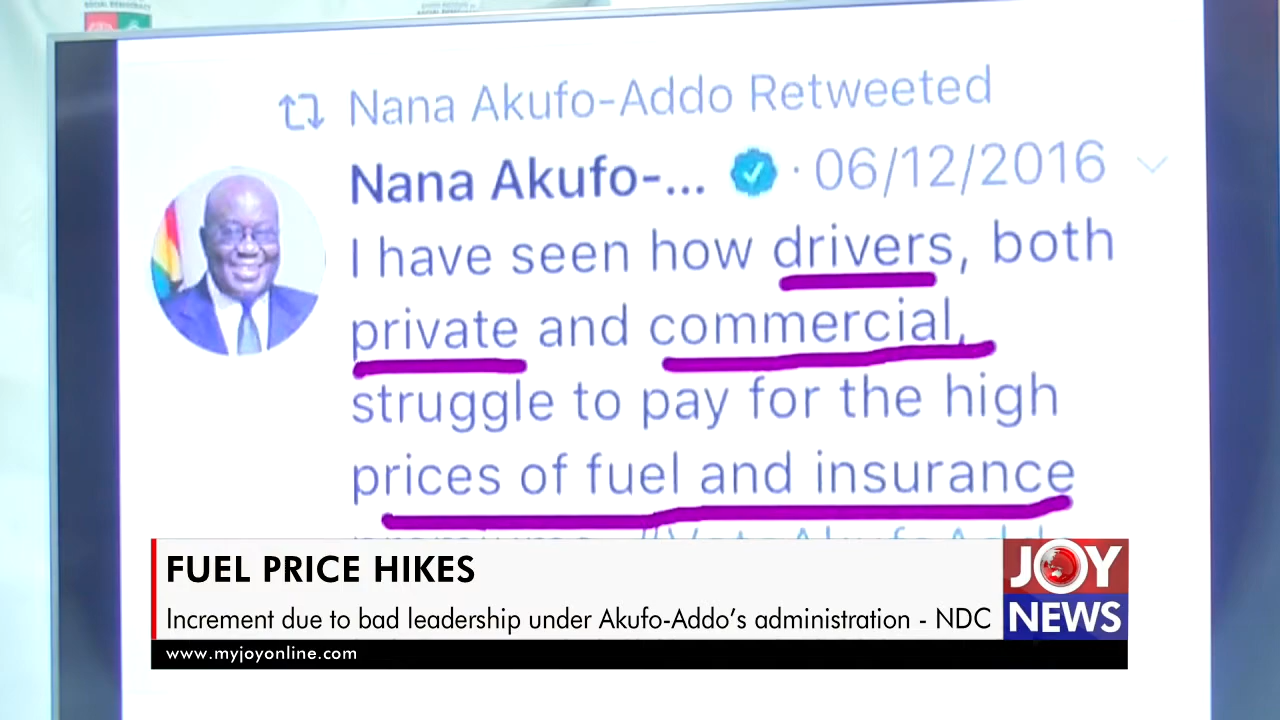 SOCIAL DEMOCRACY
Nana Akufo-Addo Retweeted
Nana Akufo-... · 06/12/2016
I have seen how drivers, both
private and commercial,
struggle to pay for the high
prices of fuel and insurance
FUEL PRICE HIKES
Increment due to bad leadership under Akufo-Addo's administration - NDC
www.myjoyonline.com
JOY
NEWS